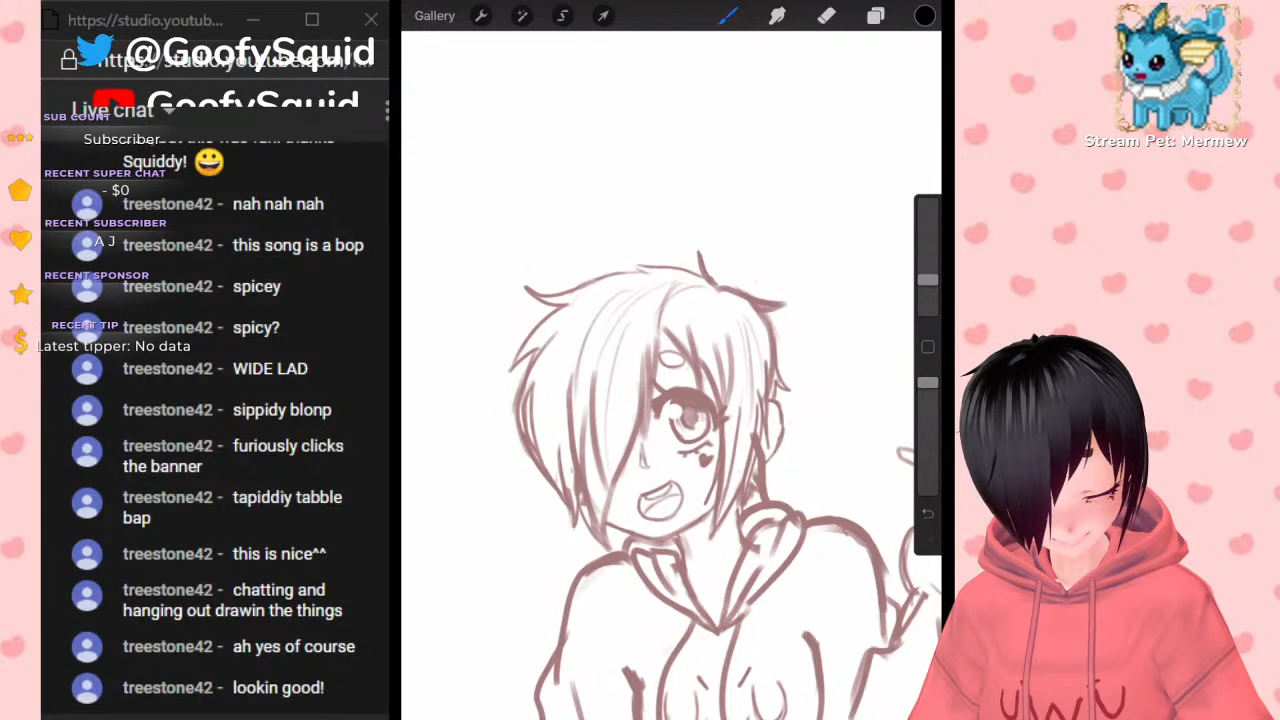 https://studio.youtub...
@GoofySquid
https://studio.youtube.com/
GoofySquid
Live chat
SUB COUNT
Subscriber
Squiddy!
RECENT SUPER CHAT
- $0
treestone42 - nah nah nah
RECENT SUBSCRIBER
A J
treestone42 - this song is a bop
RECENT SPONSOR
treestone42 - spicey
RECENT TIP
treestone42 - spicy?
Latest tipper: No data
treestone42 - WIDE LAD
treestone42 - sippidy blonp
treestone42 - furiously clicks
the banner
treestone42 - tapiddiy tabble
bap
treestone42 - this is nice^^
treestone42 - chatting and
hanging out drawin the things
treestone42 - ah yes of course
treestone42 - lookin good!
Gallery
Stream Pet: Mermew
UWU